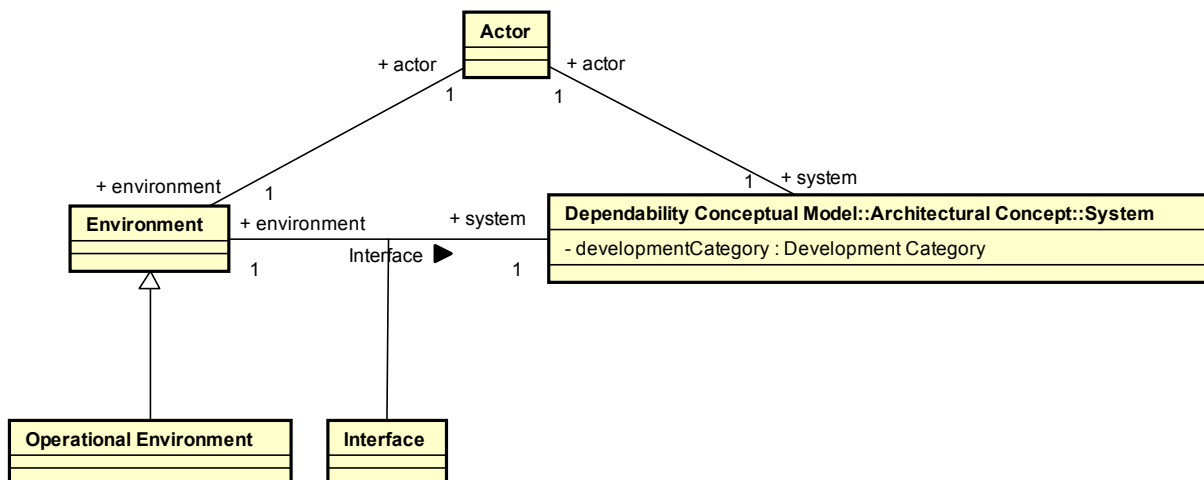 Actor
+ actor
+ actor
1
1
+ environment
1
1
+ system
Environment
+ environment
+ system
Dependability Conceptual Model::Architectural Concept::System
- developmentCategory : Development Category
Interface ►
1
1
Operational Environment
Interface